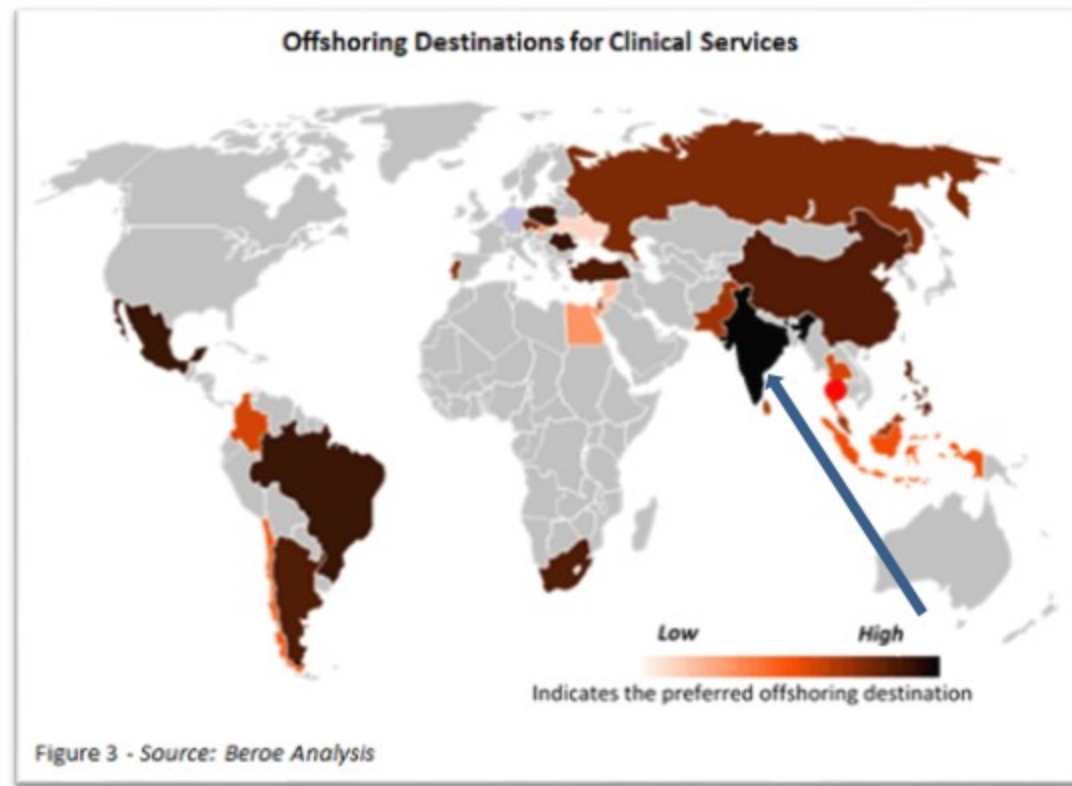 Offshoring Destinations for Clinical Services
Low High
Indicates the preferred offshoring destination
Figure 3 - Source: Beroe Analysis